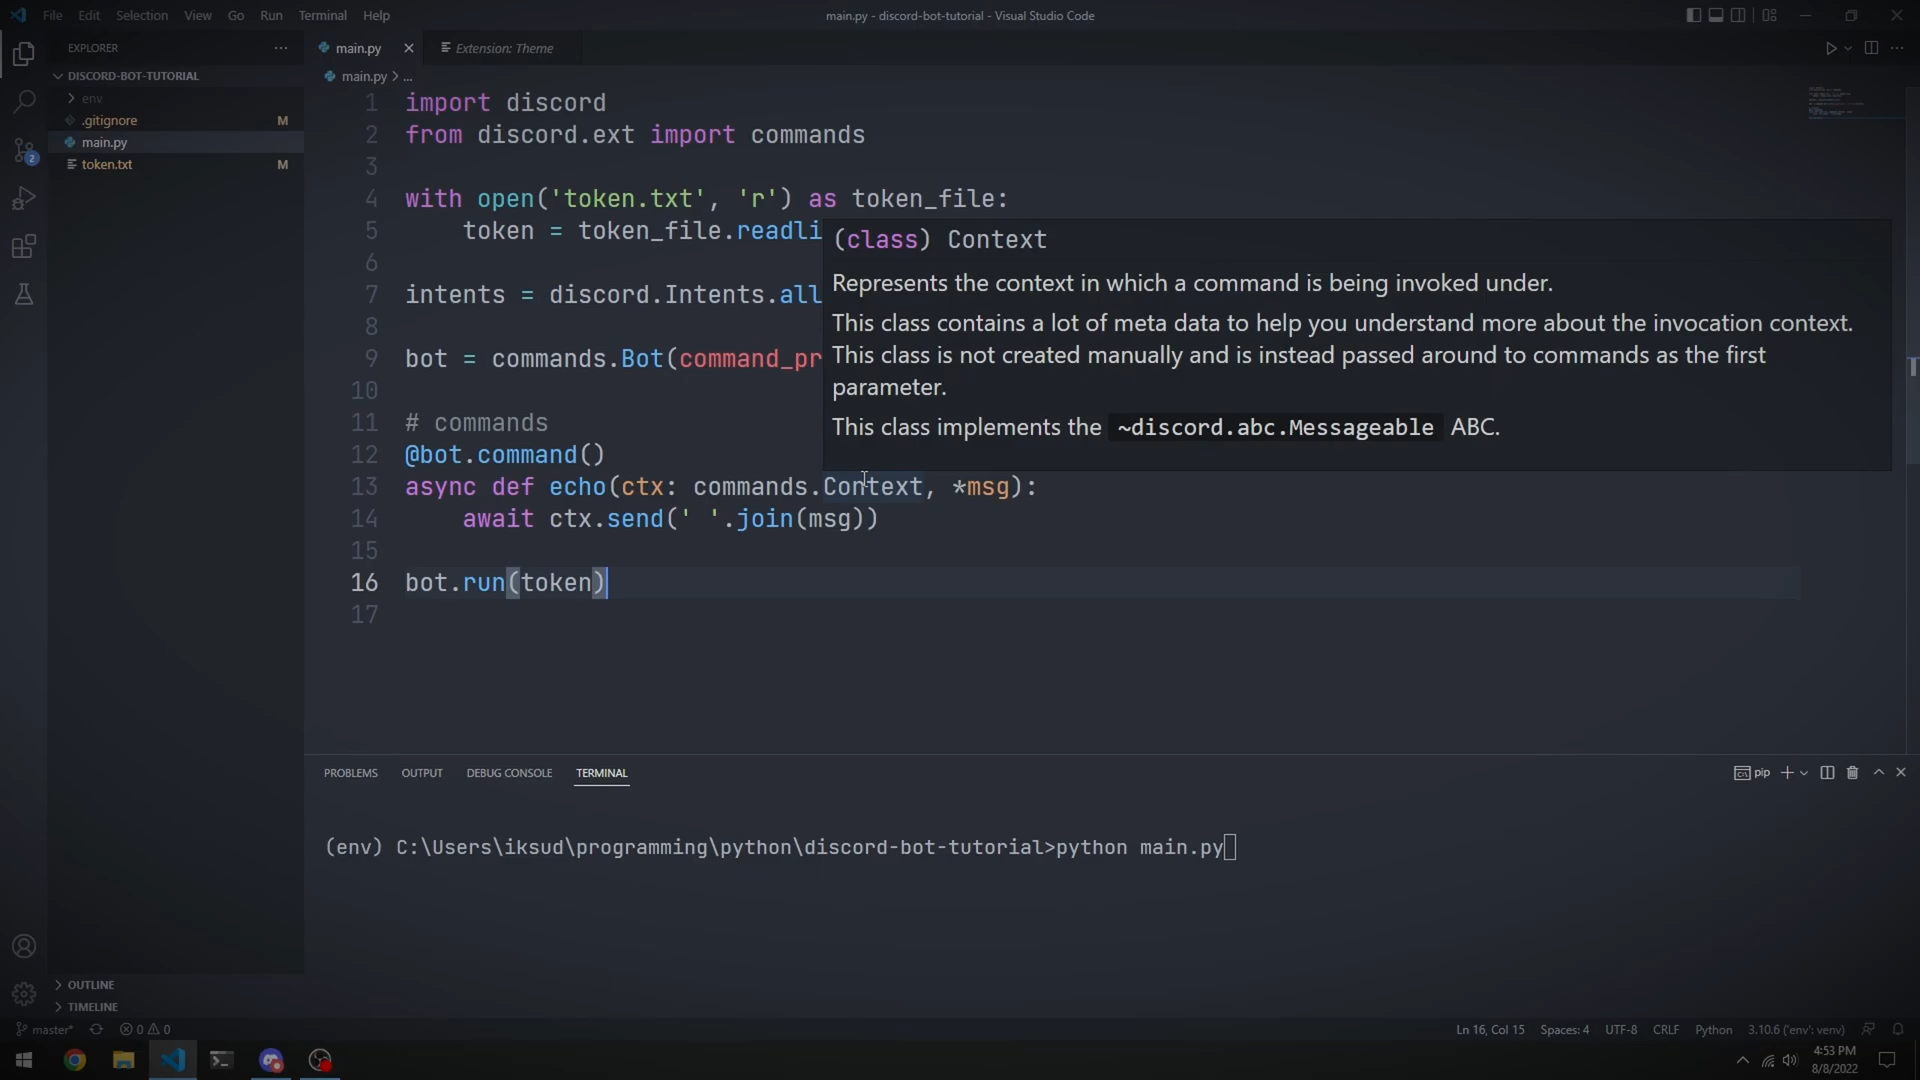 File Edit Selection View Go Run Terminal Help
main.py - discord-bot-tutorial - Visual Studio Code
EXPLORER
main.py
Extension: Theme
DISCORD-BOT-TUTORIAL
main.py > ...
env
.gitignore M
main.py
token.txt M
2
1 import discord
2 from discord.ext import commands
3
4 with open('token.txt', 'r') as token_file:
5 token = token_file.readli
6
7 intents = discord.Intents.all
8
9 bot = commands.Bot(command_pr
10
11 # commands
12 @bot.command()
13 async def echo(ctx: commands.Context, *msg):
14 await ctx.send(' '.join(msg))
15
16 bot.run(token)
17
(class) Context
Represents the context in which a command is being invoked under.
This class contains a lot of meta data to help you understand more about the invocation context.
This class is not created manually and is instead passed around to commands as the first
parameter.
This class implements the ~discord.abc.Messageable ABC.
PROBLEMS OUTPUT DEBUG CONSOLE TERMINAL
pip
(env) C:\Users\iksud\programming\python\discord-bot-tutorial>python main.py
OUTLINE
TIMELINE
master* 0 0
Ln 16, Col 15 Spaces: 4 UTF-8 CRLF Python 3.10.6 ('env': venv)
4:53 PM
8/8/2022